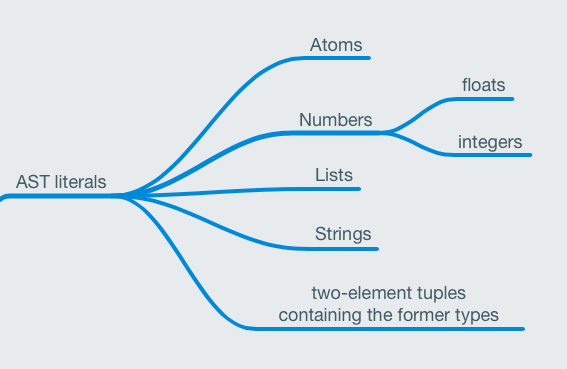 AST literals
Atoms
Numbers
floats
integers
Lists
Strings
two-element tuples
containing the former types